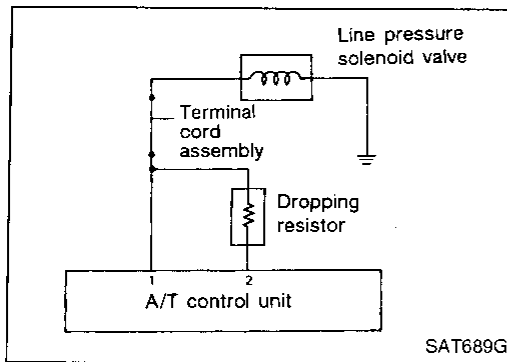 Line pressure
solenoid valve
Terminal
cord
assembly
Dropping
resistor
1 2
A/T control unit
SAT689G